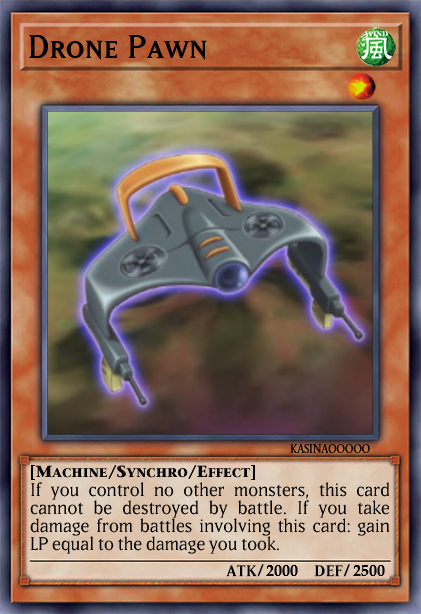 Drone Pawn
WIND
風
KASINAOOOOO
[Machine/Synchro/Effect]
If you control no other monsters, this card
cannot be destroyed by battle. If you take
damage from battles involving this card: gain
LP equal to the damage you took.
ATK/2000 DEF/2500